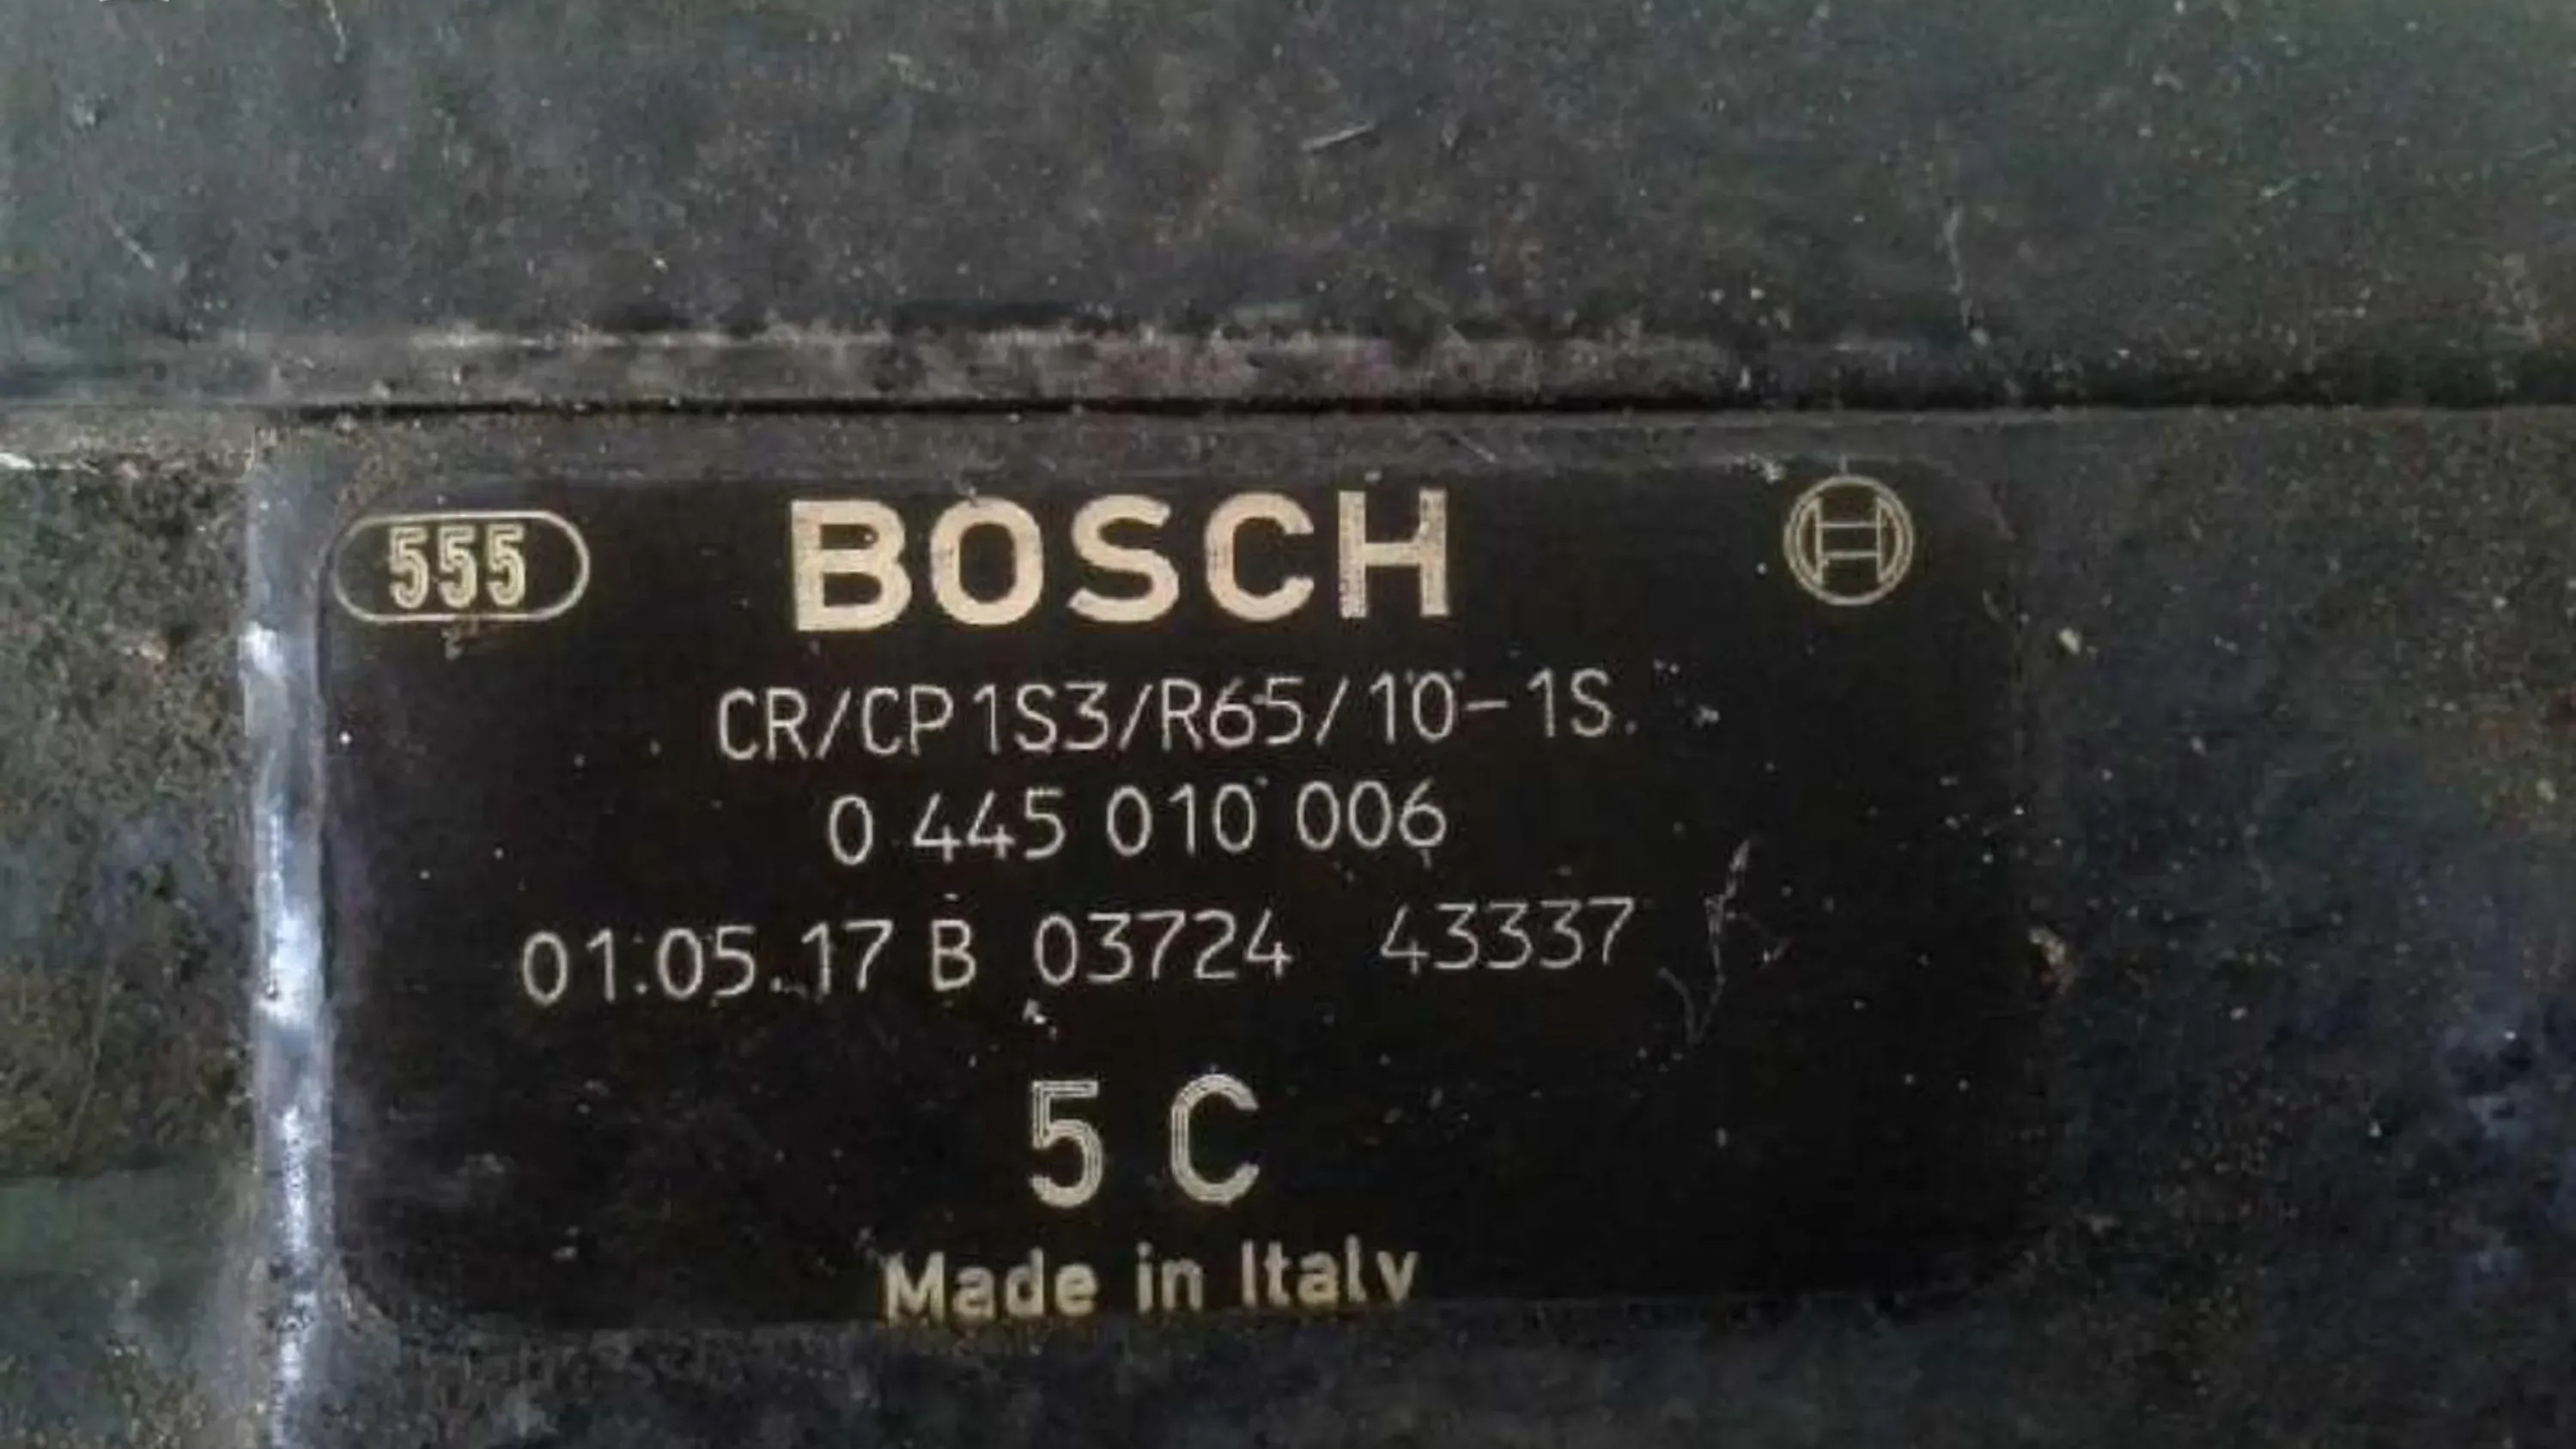 555 BOSCH
CR/CP1S3/R65/10-1S
0 445 010 006
01.05.17 B 03724 43337
5 C
Made in Italy